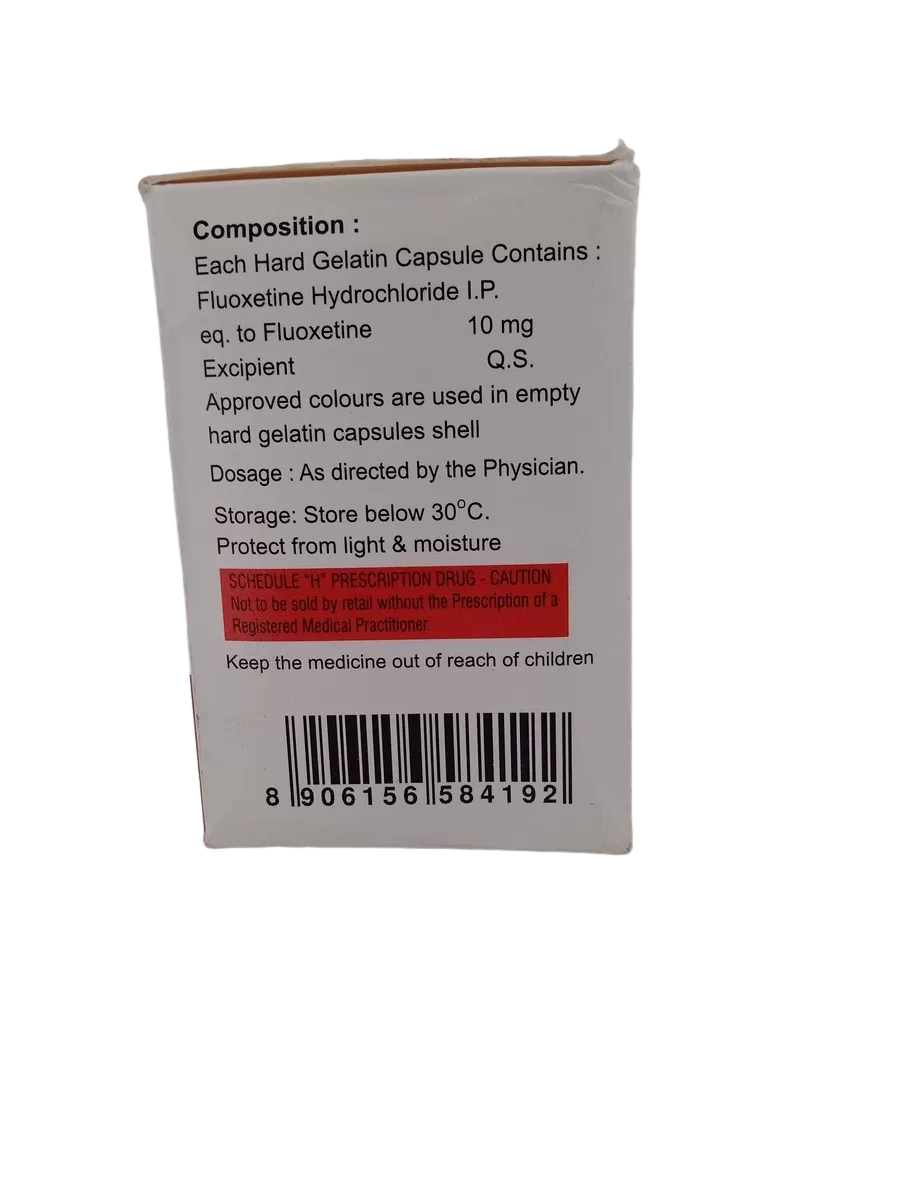 Composition :
Each Hard Gelatin Capsule Contains :
Fluoxetine Hydrochloride I.P.
eq. to Fluoxetine 10 mg
Excipient Q.S.
Approved colours are used in empty
hard gelatin capsules shell
Dosage : As directed by the Physician.
Storage: Store below 30°C.
Protect from light & moisture
SCHEDULE "H" PRESCRIPTION DRUG - CAUTION
Not to be sold by retail without the Prescription of a
Registered Medical Practitioner.
Keep the medicine out of reach of children
8 906156 584192